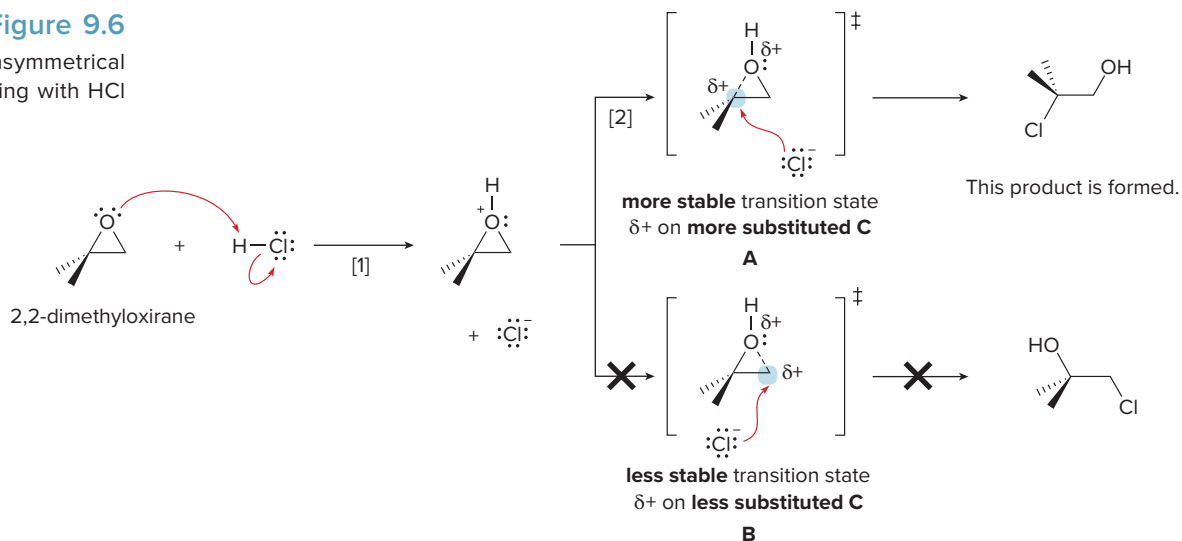 Figure 9.6
ing with HCl
2,2-dimethyloxirane
+
H–Cl:
[1]
H
+
O:
+ :Cl:⁻
[2]
H
δ+
O:
δ+
‡
:Cl:⁻
more stable transition state
δ+ on more substituted C
A
OH
Cl
This product is formed.
H
δ+
O:
δ+
‡
:Cl:⁻
less stable transition state
δ+ on less substituted C
B
HO
Cl
O